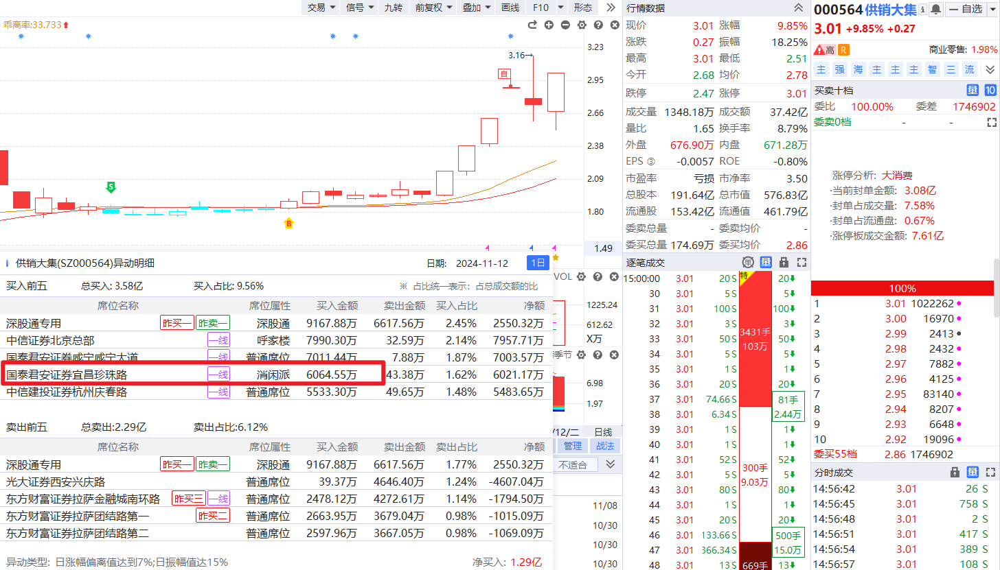 交易 信号 九转 前复权 叠加 画线 F10 形态
乖离率:33.733
3.16→
自
S
B
3.23
2.95
2.66
2.38
2.09
1.80
1.49
供销大集(SZ000564)异动明细 日期: 2024-11-12 1日
买入前五 总买入: 3.58亿 买入占比: 9.56% ※ 占比统一表示: 占总成交额的比
席位名称 席位属性 买入金额 卖出金额 买入占比 净额
深股通专用 昨买一 昨卖一 深股通 9167.88万 6617.56万 2.45% 2550.32万
中信证券北京总部 一线 呼家楼 7990.30万 32.59万 2.14% 7957.71万
国泰君安证券咸宁咸宁大道 一线 普通席位 7011.44万 7.88万 1.87% 7003.57万
国泰君安证券宜昌珍珠路 一线 消闲派 6064.55万 43.38万 1.62% 6021.17万
中信建投证券杭州庆春路 一线 普通席位 5533.30万 49.65万 1.48% 5483.65万
卖出前五 总卖出:2.29亿 卖出占比:6.12%
席位名称 席位属性 买入金额 卖出金额 卖出占比 净额
深股通专用 昨买一 昨卖一 深股通 9167.88万 6617.56万 1.77% 2550.32万
光大证券西安兴庆路 普通席位 39.37万 4646.40万 1.24% -4607.04万
东方财富证券拉萨金融城南环路 昨买三 一线 普通席位 2478.12万 4272.61万 1.14% -1794.50万
东方财富证券拉萨团结路第一 昨买二 普通席位 2663.95万 3679.04万 0.98% -1015.09万
东方财富证券拉萨团结路第二 普通席位 2597.96万 3667.05万 0.98% -1069.09万
异动类型: 日涨幅偏离值达到7%;日振幅值达15% 净买入: 1.29亿
VOL
1225.24
612.62
X万
季节
6.98
1.97
/12/二 日线
管理 战法
不适合
11/08
10/30
10/30
10/30
行情数据
现价 3.01 涨幅 9.85%
涨跌 0.27 振幅 18.25%
最高 3.01 最低 2.51
今开 2.68 均价 2.78
跌停 2.47 涨停 3.01
成交量 1348.18万 成交额 37.42亿
量比 1.65 换手率 8.79%
外盘 676.90万 内盘 671.28万
EPS ③ -0.0057 ROE -0.80%
市盈率 亏损 市净率 3.50
总股本 191.64亿 总市值 576.83亿
流通股 153.42亿 流通值 461.79亿
委卖总量 - 委卖均价 -
委买总量 174.69万 委买均价 2.86
逐笔成交 单 量
15:00:00 3.01 20 S
30 3.01 5 S
31 3.01 100 S
32 3.01 3 S
33 3.01 50 S
34 3.01 5 S
35 3.01 1 S
36 3.01 20 S
37 3.01 74.66 S
38 3.01 6.34 S
39 3.01 1 S
40 3.01 1 S
41 3.01 52 S
42 3.01 5 S
43 3.01 80 S
44 3.01 1 S
45 3.01 20 S
46 3.01 133.66 S
47 3.01 366.34 S
48 3.01 13 S
特
3431手
103万
300手
9.03万
669手
20↓
5↓
100↓
3↓
50↓
5↓
1↓
20↓
81手
2.44万
1↓
1↓
52↓
5↓
80↓
1↓
20↓
500手
15.0万
13↓
000564 供销大集 自选
3.01 +9.85% +0.27
高 R 商业零售: 1.98%
主 强 海 主 主 主 智 三 流
买卖十档 量 10
委比 100.00% 委差 1746902
委卖0档 - -
涨停分析: 大消费
·当前封单金额: 3.08亿
·封单占成交量: 7.58%
·封单占流通盘: 0.67%
·涨停板成交金额: 7.61亿
100%
1 3.01 1022262
2 3.00 16970
3 2.99 2413
4 2.98 2432
5 2.97 7882
6 2.96 4125
7 2.95 83140
8 2.94 8207
9 2.93 6648
10 2.92 19096
委买55档 2.86 1746902
分时成交 量
14:56:42 3.01 26 S
14:56:45 3.01 758 S
14:56:48 3.01 2 S
14:56:51 3.01 417 S
14:56:54 3.01 389 S
14:56:57 3.01 108 S